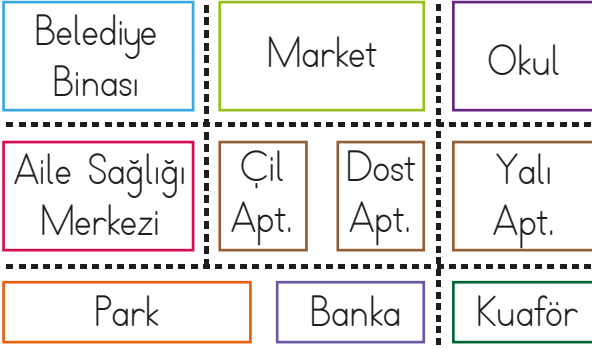 Belediye
Binası
Market
Okul
Aile Sağlığı
Merkezi
Çil
Apt.
Dost
Apt.
Yalı
Apt.
Park
Banka
Kuaför